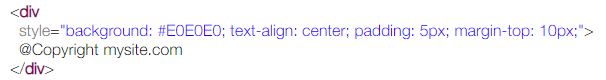 <div
style="background: #E0E0E0; text-align: center; padding: 5px; margin-top: 10px;">
@Copyright mysite.com
</div>